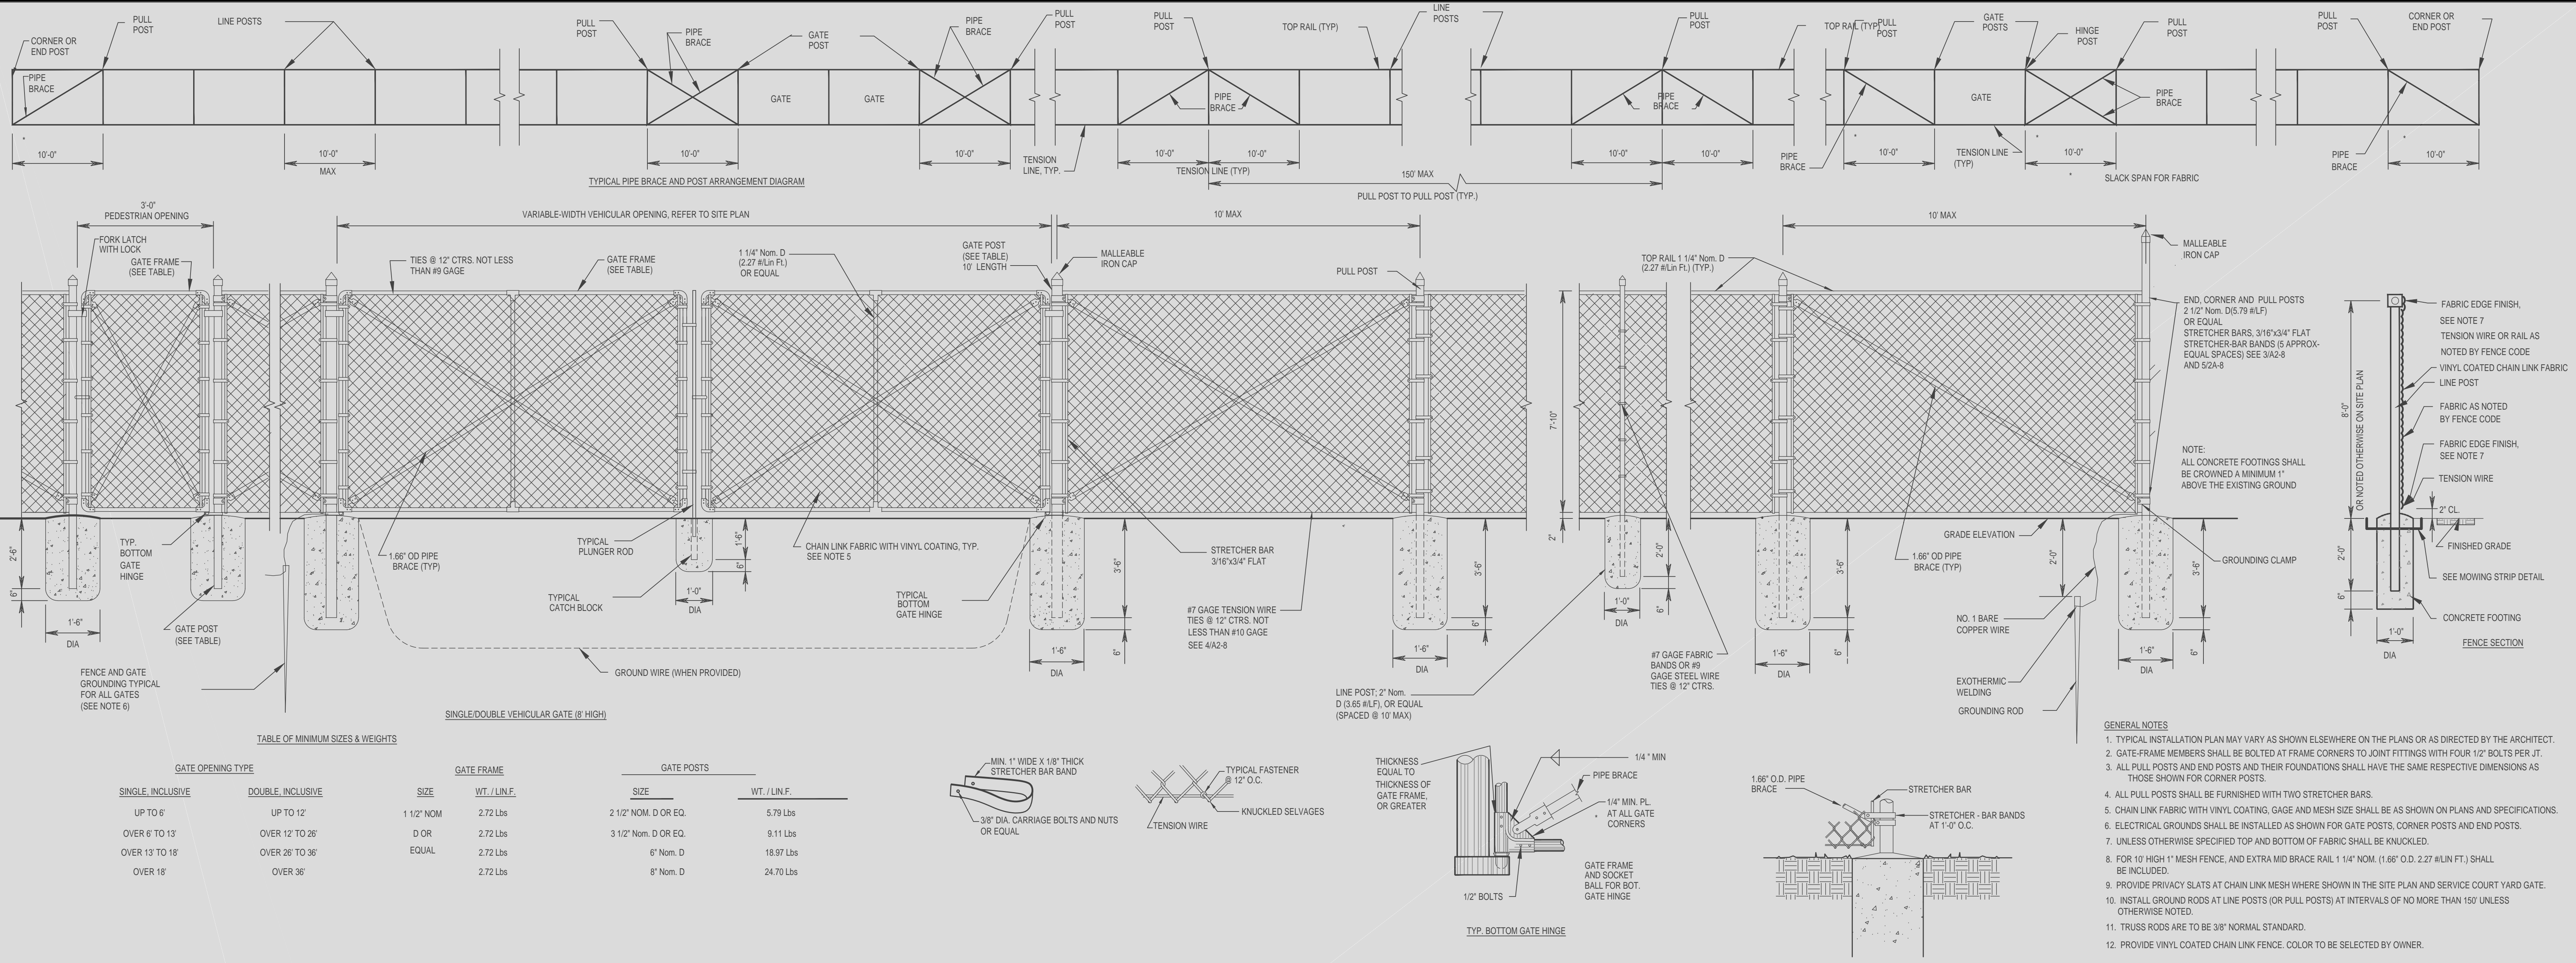 CORNER OR
END POST
PULL
POST
LINE POSTS
PIPE
BRACE
PULL
POST
PIPE
BRACE
GATE
POST
PIPE
BRACE
PULL
POST
PULL
POST
TOP RAIL (TYP)
LINE
POSTS
PULL
POST
TOP RAIL (TYP)
PULL
POST
GATE
POSTS
HINGE
POST
PULL
POST
PULL
POST
CORNER OR
END POST
GATE
GATE
PIPE
BRACE
PIPE
BRACE
GATE
PIPE
BRACE
10'-0"
10'-0"
MAX
10'-0"
10'-0"
TENSION
LINE, TYP.
10'-0"
10'-0"
TENSION LINE (TYP)
10'-0"
10'-0"
PIPE
BRACE
10'-0"
TENSION LINE
(TYP)
10'-0"
PIPE
BRACE
10'-0"
TYPICAL PIPE BRACE AND POST ARRANGEMENT DIAGRAM
150' MAX
PULL POST TO PULL POST (TYP.)
SLACK SPAN FOR FABRIC
3'-0"
PEDESTRIAN OPENING
VARIABLE-WIDTH VEHICULAR OPENING, REFER TO SITE PLAN
10' MAX
10' MAX
FORK LATCH
WITH LOCK
GATE FRAME
(SEE TABLE)
TIES @ 12" CTRS. NOT LESS
THAN #9 GAGE
GATE FRAME
(SEE TABLE)
1 1/4" Nom. D
(2.27 #/Lin Ft.)
OR EQUAL
GATE POST
(SEE TABLE)
10' LENGTH
MALLEABLE
IRON CAP
PULL POST
TOP RAIL 1 1/4" Nom. D
(2.27 #/Lin Ft.) (TYP.)
MALLEABLE
IRON CAP
END, CORNER AND PULL POSTS
2 1/2" Nom. D(5.79 #/LF)
OR EQUAL
STRETCHER BARS, 3/16"x3/4" FLAT
STRETCHER-BAR BANDS (5 APPROX-
EQUAL SPACES) SEE 3/A2-8
AND 5/2A-8
7'-10"
2"
8'-0"
OR NOTED OTHERWISE ON SITE PLAN
FABRIC EDGE FINISH,
SEE NOTE 7
TENSION WIRE OR RAIL AS
NOTED BY FENCE CODE
VINYL COATED CHAIN LINK FABRIC
LINE POST
FABRIC AS NOTED
BY FENCE CODE
FABRIC EDGE FINISH,
SEE NOTE 7
TENSION WIRE
2" CL.
FINISHED GRADE
SEE MOWING STRIP DETAIL
CONCRETE FOOTING
FENCE SECTION
2'-0"
6"
1'-0"
DIA
NOTE:
ALL CONCRETE FOOTINGS SHALL
BE CROWNED A MINIMUM 1"
ABOVE THE EXISTING GROUND
2'-6"
6"
1'-6"
DIA
TYP.
BOTTOM
GATE
HINGE
GATE POST
(SEE TABLE)
FENCE AND GATE
GROUNDING TYPICAL
FOR ALL GATES
(SEE NOTE 6)
1.66" OD PIPE
BRACE (TYP)
TYPICAL
PLUNGER ROD
TYPICAL
CATCH BLOCK
1'-6"
6"
1'-0"
DIA
CHAIN LINK FABRIC WITH VINYL COATING, TYP.
SEE NOTE 5
TYPICAL
BOTTOM
GATE HINGE
GROUND WIRE (WHEN PROVIDED)
1'-6"
DIA
3'-6"
6"
STRETCHER BAR
3/16"x3/4" FLAT
#7 GAGE TENSION WIRE
TIES @ 12" CTRS. NOT
LESS THAN #10 GAGE
SEE 4/A2-8
1'-6"
DIA
3'-6"
6"
LINE POST; 2" Nom.
D (3.65 #/LF), OR EQUAL
(SPACED @ 10' MAX)
2'-0"
6"
1'-0"
DIA
#7 GAGE FABRIC
BANDS OR #9
GAGE STEEL WIRE
TIES @ 12" CTRS.
1'-6"
DIA
3'-6"
6"
1.66" OD PIPE
BRACE (TYP)
GRADE ELEVATION
2'-0"
NO. 1 BARE
COPPER WIRE
EXOTHERMIC
WELDING
GROUNDING ROD
GROUNDING CLAMP
3'-6"
6"
1'-6"
DIA
SINGLE/DOUBLE VEHICULAR GATE (8' HIGH)
TABLE OF MINIMUM SIZES & WEIGHTS
GATE OPENING TYPE
GATE FRAME
GATE POSTS
SINGLE, INCLUSIVE DOUBLE, INCLUSIVE SIZE WT. / LIN.F. SIZE WT. / LIN.F.
UP TO 6' UP TO 12' 1 1/2" NOM 2.72 Lbs 2 1/2" NOM. D OR EQ. 5.79 Lbs
OVER 6' TO 13' OVER 12' TO 26' D OR 2.72 Lbs 3 1/2" Nom. D OR EQ. 9.11 Lbs
OVER 13' TO 18' OVER 26' TO 36' EQUAL 2.72 Lbs 6" Nom. D 18.97 Lbs
OVER 18' OVER 36' 2.72 Lbs 8" Nom. D 24.70 Lbs
MIN. 1" WIDE X 1/8" THICK
STRETCHER BAR BAND
3/8" DIA. CARRIAGE BOLTS AND NUTS
OR EQUAL
TYPICAL FASTENER
@ 12" O.C.
KNUCKLED SELVAGES
TENSION WIRE
THICKNESS
EQUAL TO
THICKNESS OF
GATE FRAME,
OR GREATER
1/4 " MIN
PIPE BRACE
1/4" MIN. PL.
AT ALL GATE
CORNERS
GATE FRAME
AND SOCKET
BALL FOR BOT.
GATE HINGE
1/2" BOLTS
TYP. BOTTOM GATE HINGE
1.66" O.D. PIPE
BRACE
STRETCHER BAR
STRETCHER - BAR BANDS
AT 1'-0" O.C.
GENERAL NOTES
1. TYPICAL INSTALLATION PLAN MAY VARY AS SHOWN ELSEWHERE ON THE PLANS OR AS DIRECTED BY THE ARCHITECT.
2. GATE-FRAME MEMBERS SHALL BE BOLTED AT FRAME CORNERS TO JOINT FITTINGS WITH FOUR 1/2" BOLTS PER JT.
3. ALL PULL POSTS AND END POSTS AND THEIR FOUNDATIONS SHALL HAVE THE SAME RESPECTIVE DIMENSIONS AS
THOSE SHOWN FOR CORNER POSTS.
4. ALL PULL POSTS SHALL BE FURNISHED WITH TWO STRETCHER BARS.
5. CHAIN LINK FABRIC WITH VINYL COATING, GAGE AND MESH SIZE SHALL BE AS SHOWN ON PLANS AND SPECIFICATIONS.
6. ELECTRICAL GROUNDS SHALL BE INSTALLED AS SHOWN FOR GATE POSTS, CORNER POSTS AND END POSTS.
7. UNLESS OTHERWISE SPECIFIED TOP AND BOTTOM OF FABRIC SHALL BE KNUCKLED.
8. FOR 10' HIGH 1" MESH FENCE, AND EXTRA MID BRACE RAIL 1 1/4" NOM. (1.66" O.D. 2.27 #/LIN FT.) SHALL
BE INCLUDED.
9. PROVIDE PRIVACY SLATS AT CHAIN LINK MESH WHERE SHOWN IN THE SITE PLAN AND SERVICE COURT YARD GATE.
10. INSTALL GROUND RODS AT LINE POSTS (OR PULL POSTS) AT INTERVALS OF NO MORE THAN 150' UNLESS
OTHERWISE NOTED.
11. TRUSS RODS ARE TO BE 3/8" NORMAL STANDARD.
12. PROVIDE VINYL COATED CHAIN LINK FENCE. COLOR TO BE SELECTED BY OWNER.